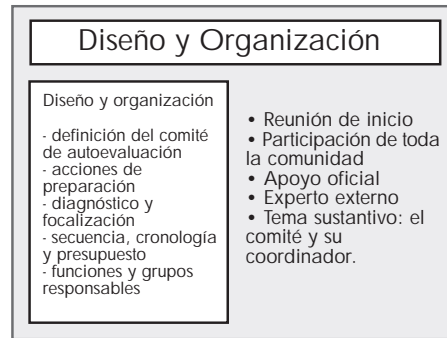 Diseño y Organización
Diseño y organización
- definición del comité
de autoevaluación
- acciones de
preparación
- diagnóstico y
focalización
- secuencia, cronología
y presupuesto
- funciones y grupos
responsables
• Reunión de inicio
• Participación de toda
la comunidad
• Apoyo oficial
• Experto externo
• Tema sustantivo: el
comité y su
coordinador.